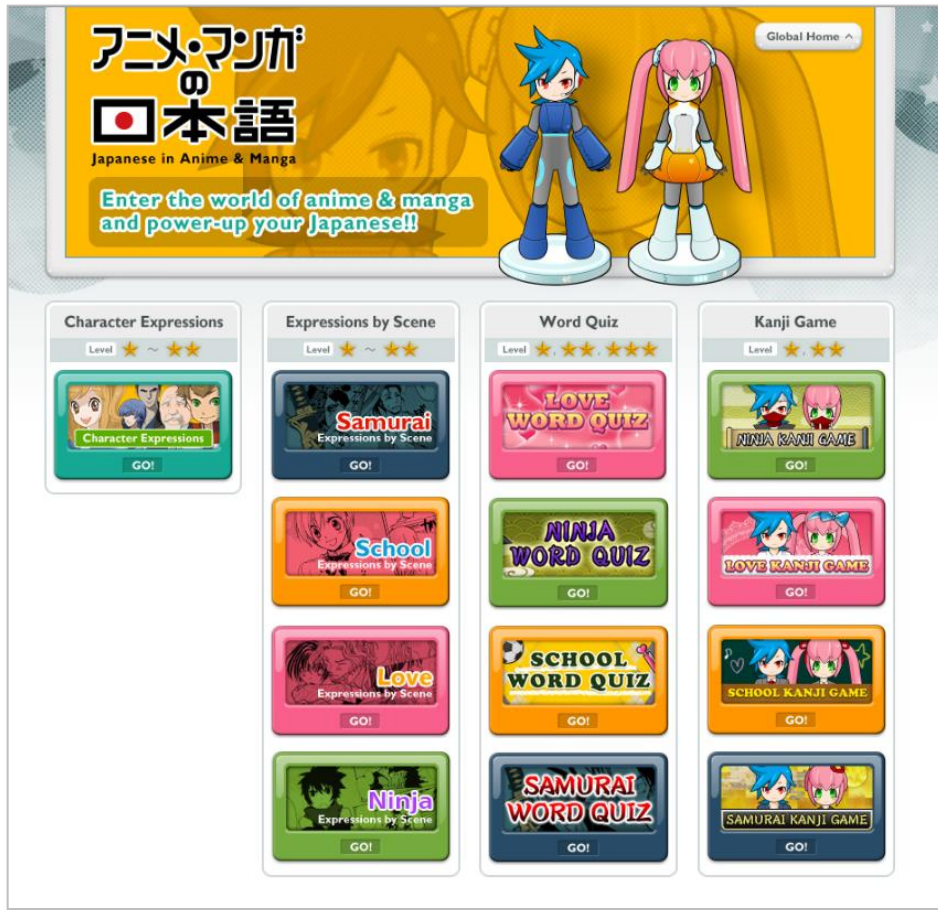 アニメ・マンガ
の
日本語
Japanese in Anime & Manga
Global Home
Enter the world of anime & manga
and power-up your Japanese!!
Character Expressions
Level ★ ~ ★★
Character Expressions
GO!
Expressions by Scene
Level ★ ~ ★★
Samurai
Expressions by Scene
GO!
School
Expressions by Scene
GO!
Love
Expressions by Scene
GO!
Ninja
Expressions by Scene
GO!
Word Quiz
Level ★, ★★, ★★★
LOVE
WORD QUIZ
GO!
NINJA
WORD QUIZ
GO!
SCHOOL
WORD QUIZ
GO!
SAMURAI
WORD QUIZ
GO!
Kanji Game
Level ★, ★★
NINJA KANJI GAME
GO!
LOVE KANJI GAME
GO!
SCHOOL KANJI GAME
GO!
SAMURAI KANJI GAME
GO!